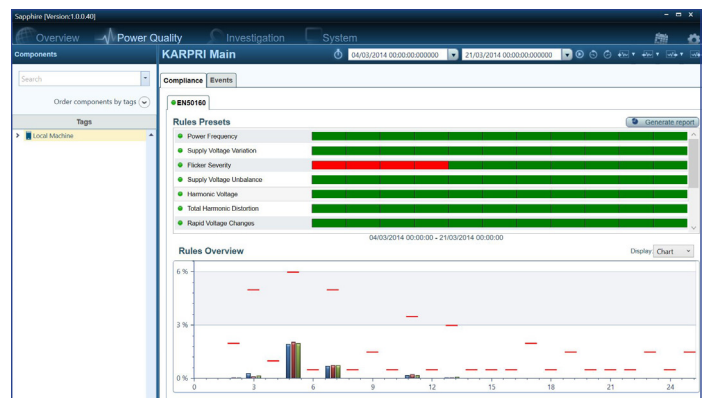 Sapphire [Version:1.0.0.40]
Overview Power Quality Investigation System
Components
KARPRI Main 04/03/2014 00:00:00:000000 21/03/2014 00:00:00:000000
Search
Order components by tags
Tags
Local Machine
Compliance Events
EN50160
Rules Presets Generate report
Power Frequency
Supply Voltage Variation
Flicker Severity
Supply Voltage Unbalance
Harmonic Voltage
Total Harmonic Distortion
Rapid Voltage Changes
04/03/2014 00:00:00 - 21/03/2014 00:00:00
Rules Overview Display: Chart
6 %
3 %
0 %
0 3 6 9 12 15 18 21 24